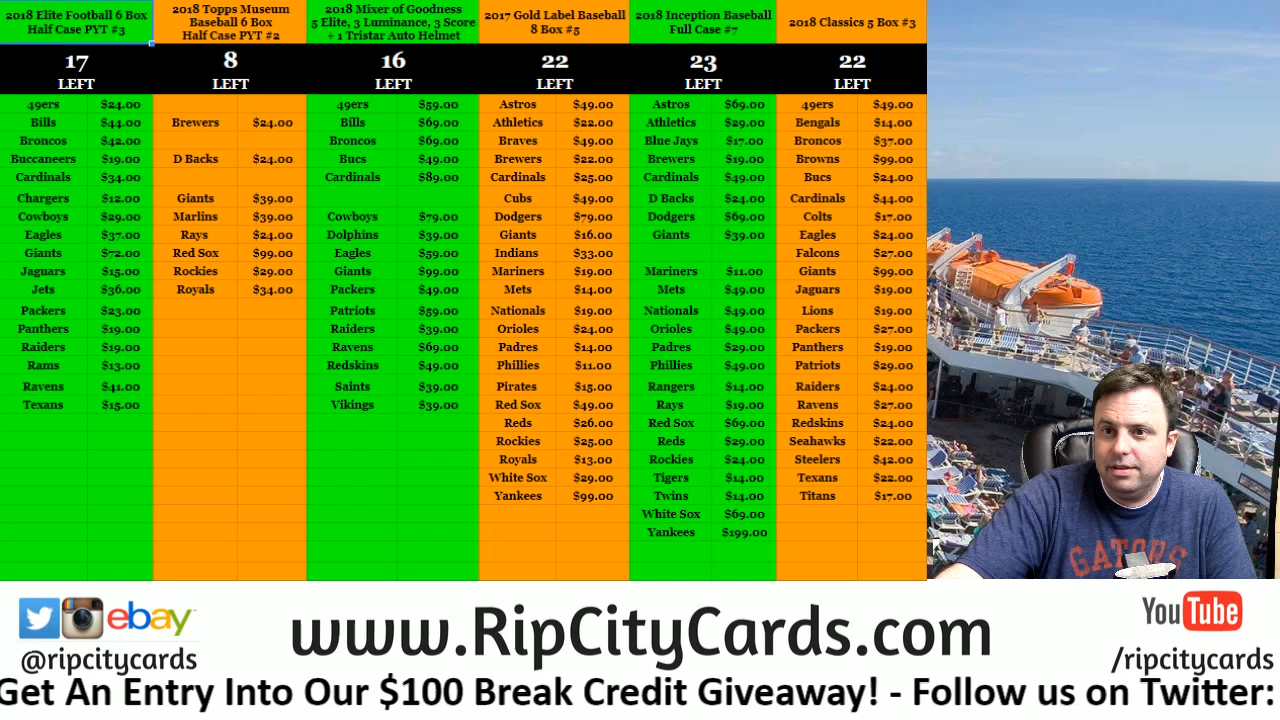 2018 Elite Football 6 Box
Half Case PYT #3
17
LEFT
49ers $24.00
Bills $44.00
Broncos $42.00
Buccaneers $19.00
Cardinals $34.00
Chargers $12.00
Cowboys $29.00
Eagles $37.00
Giants $72.00
Jaguars $15.00
Jets $36.00
Packers $23.00
Panthers $19.00
Raiders $19.00
Rams $13.00
Ravens $41.00
Texans $15.00
2018 Topps Museum
Baseball 6 Box
Half Case PYT #2
8
LEFT
Brewers $24.00
D Backs $24.00
Giants $39.00
Marlins $39.00
Rays $24.00
Red Sox $99.00
Rockies $29.00
Royals $34.00
2018 Mixer of Goodness
5 Elite, 3 Luminance, 3 Score
+ 1 Tristar Auto Helmet
16
LEFT
49ers $59.00
Bills $69.00
Broncos $69.00
Bucs $49.00
Cardinals $89.00
Cowboys $79.00
Dolphins $39.00
Eagles $59.00
Giants $99.00
Packers $49.00
Patriots $59.00
Raiders $39.00
Ravens $69.00
Redskins $49.00
Saints $39.00
Vikings $39.00
2017 Gold Label Baseball
8 Box #5
22
LEFT
Astros $49.00
Athletics $22.00
Braves $49.00
Brewers $22.00
Cardinals $25.00
Cubs $49.00
Dodgers $79.00
Giants $16.00
Indians $33.00
Mariners $19.00
Mets $14.00
Nationals $19.00
Orioles $24.00
Padres $14.00
Phillies $11.00
Pirates $15.00
Red Sox $49.00
Reds $26.00
Rockies $25.00
Royals $13.00
White Sox $29.00
Yankees $99.00
2018 Inception Baseball
Full Case #7
23
LEFT
Astros $69.00
Athletics $29.00
Blue Jays $17.00
Brewers $19.00
Cardinals $49.00
D Backs $24.00
Dodgers $69.00
Giants $39.00
Mariners $11.00
Mets $49.00
Nationals $49.00
Orioles $49.00
Padres $29.00
Phillies $49.00
Rangers $14.00
Rays $19.00
Red Sox $69.00
Reds $29.00
Rockies $24.00
Tigers $14.00
Twins $14.00
White Sox $69.00
Yankees $199.00
2018 Classics 5 Box #3
22
LEFT
49ers $49.00
Bengals $14.00
Broncos $37.00
Browns $99.00
Bucs $24.00
Cardinals $44.00
Colts $17.00
Eagles $24.00
Falcons $27.00
Giants $99.00
Jaguars $19.00
Lions $19.00
Packers $27.00
Panthers $19.00
Patriots $29.00
Raiders $24.00
Ravens $27.00
Redskins $24.00
Seahawks $22.00
Steelers $42.00
Texans $22.00
Titans $17.00
GATORS
ebay
@ripcitycards
www.RipCityCards.com
YouTube
/ripcitycards
Get An Entry Into Our $100 Break Credit Giveaway! - Follow us on Twitter: